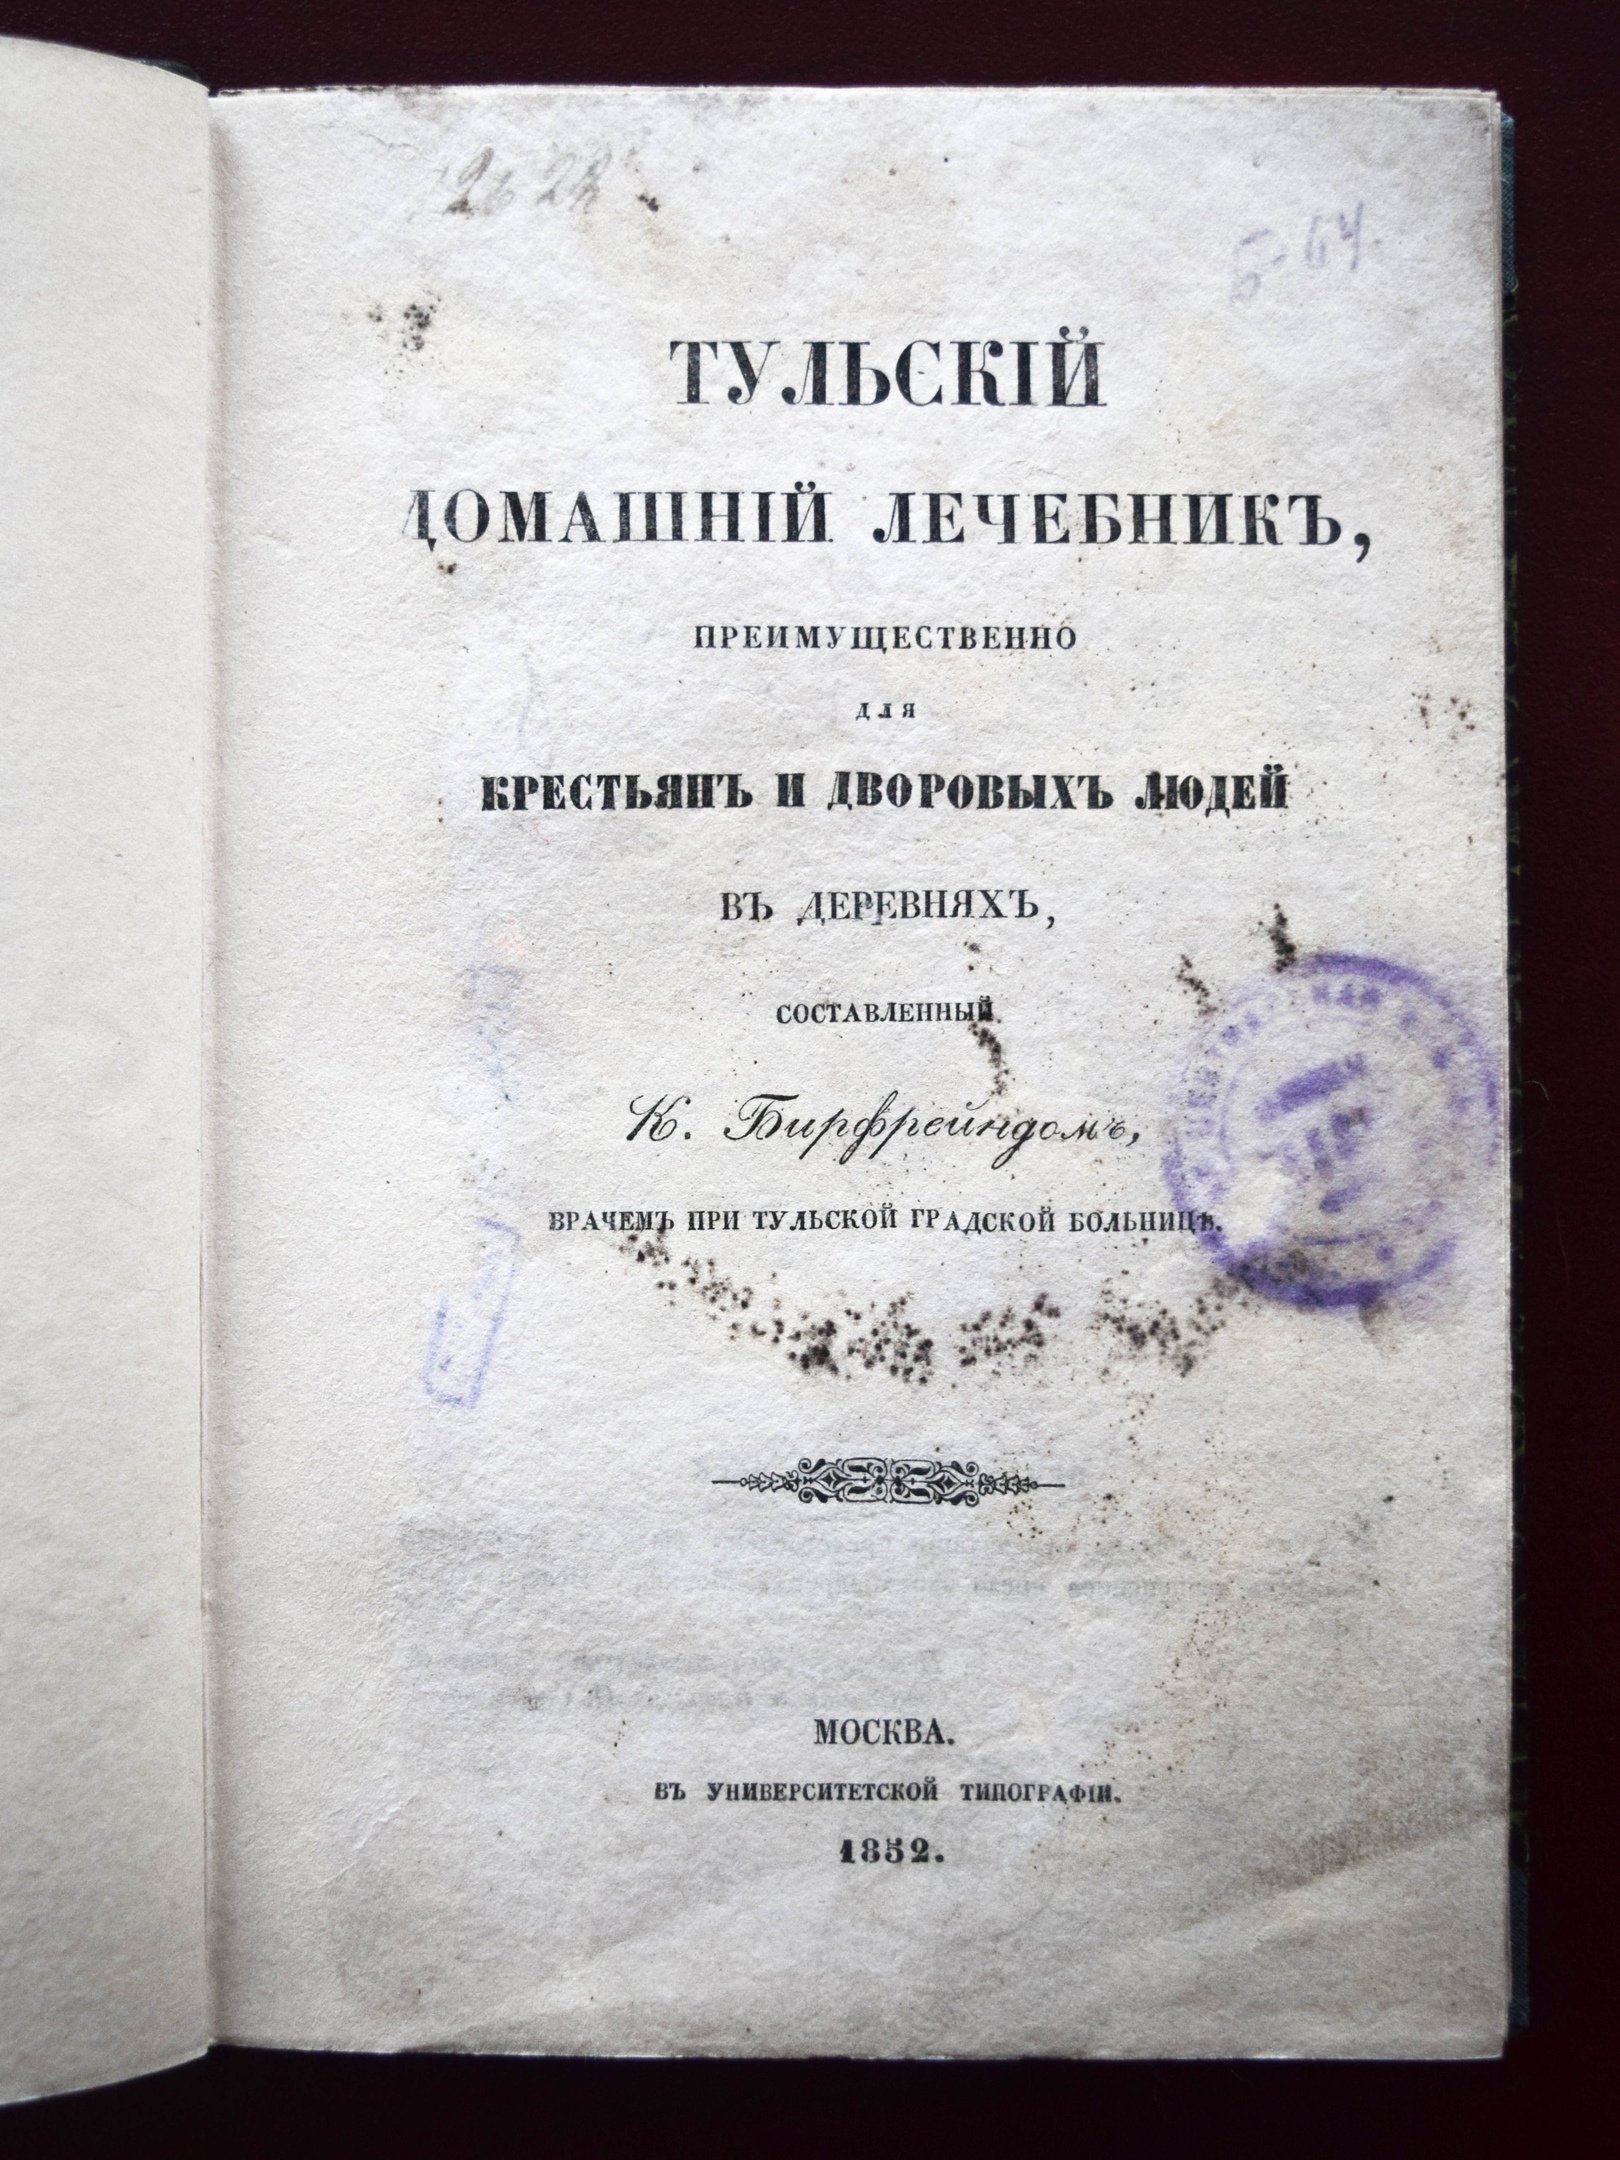 Б-64
ТУЛЬСКІЙ
ДОМАШНІЙ ЛЕЧЕБНИКЪ,
ПРЕИМУЩЕСТВЕННО
ДЛЯ
КРЕСТЬЯНЪ И ДВОРОВЫХЪ ЛЮДЕЙ
ВЪ ДЕРЕВНЯХЪ,
СОСТАВЛЕННЫЙ
К. Бирфрейндомъ,
ВРАЧЕМЪ ПРИ ТУЛЬСКОЙ ГРАДСКОЙ БОЛЬНИЦѢ.
МОСКВА.
ВЪ УНИВЕРСИТЕТСКОЙ ТИПОГРАФІИ.
1852.